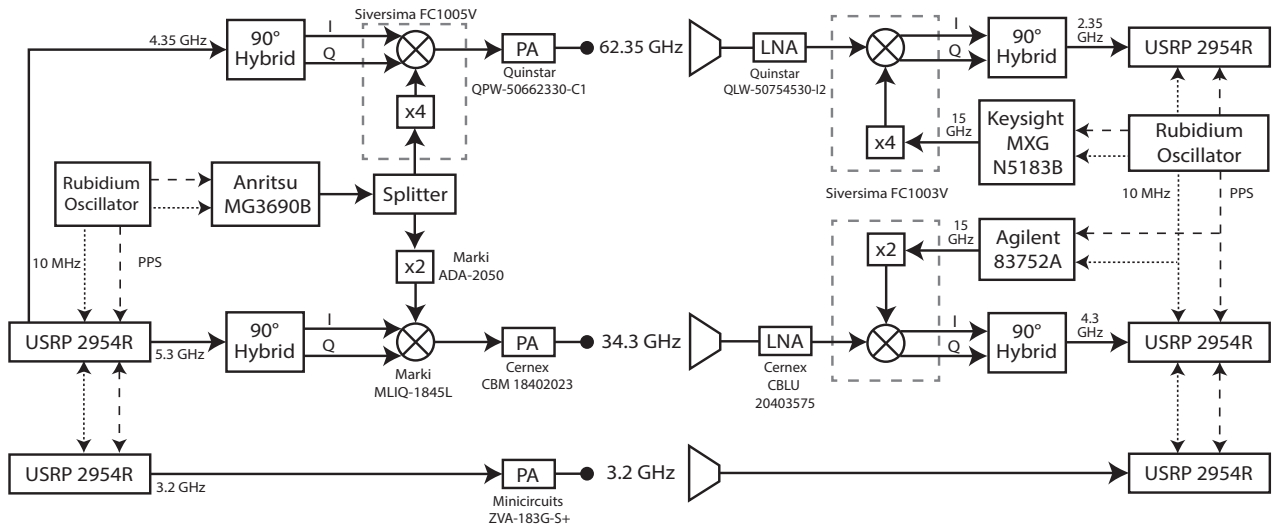 Siversima FC1005V
4.35 GHz
90°
Hybrid
I
Q
x4
PA
Quinstar
QPW-50662330-C1
62.35 GHz
LNA
Quinstar
QLW-50754530-I2
x4
Siversima FC1003V
I
Q
90°
Hybrid
2.35
GHz
USRP 2954R
15
GHz
Keysight
MXG
N5183B
Rubidium
Oscillator
10 MHz
PPS
Rubidium
Oscillator
Anritsu
MG3690B
Splitter
10 MHz
PPS
x2
Marki
ADA-2050
x2
15
GHz
Agilent
83752A
USRP 2954R
5.3 GHz
90°
Hybrid
I
Q
Marki
MLIQ-1845L
PA
Cernex
CBM 18402023
34.3 GHz
LNA
Cernex
CBLU
20403575
I
Q
90°
Hybrid
4.3
GHz
USRP 2954R
USRP 2954R
3.2 GHz
PA
Minicircuits
ZVA-183G-S+
3.2 GHz
USRP 2954R